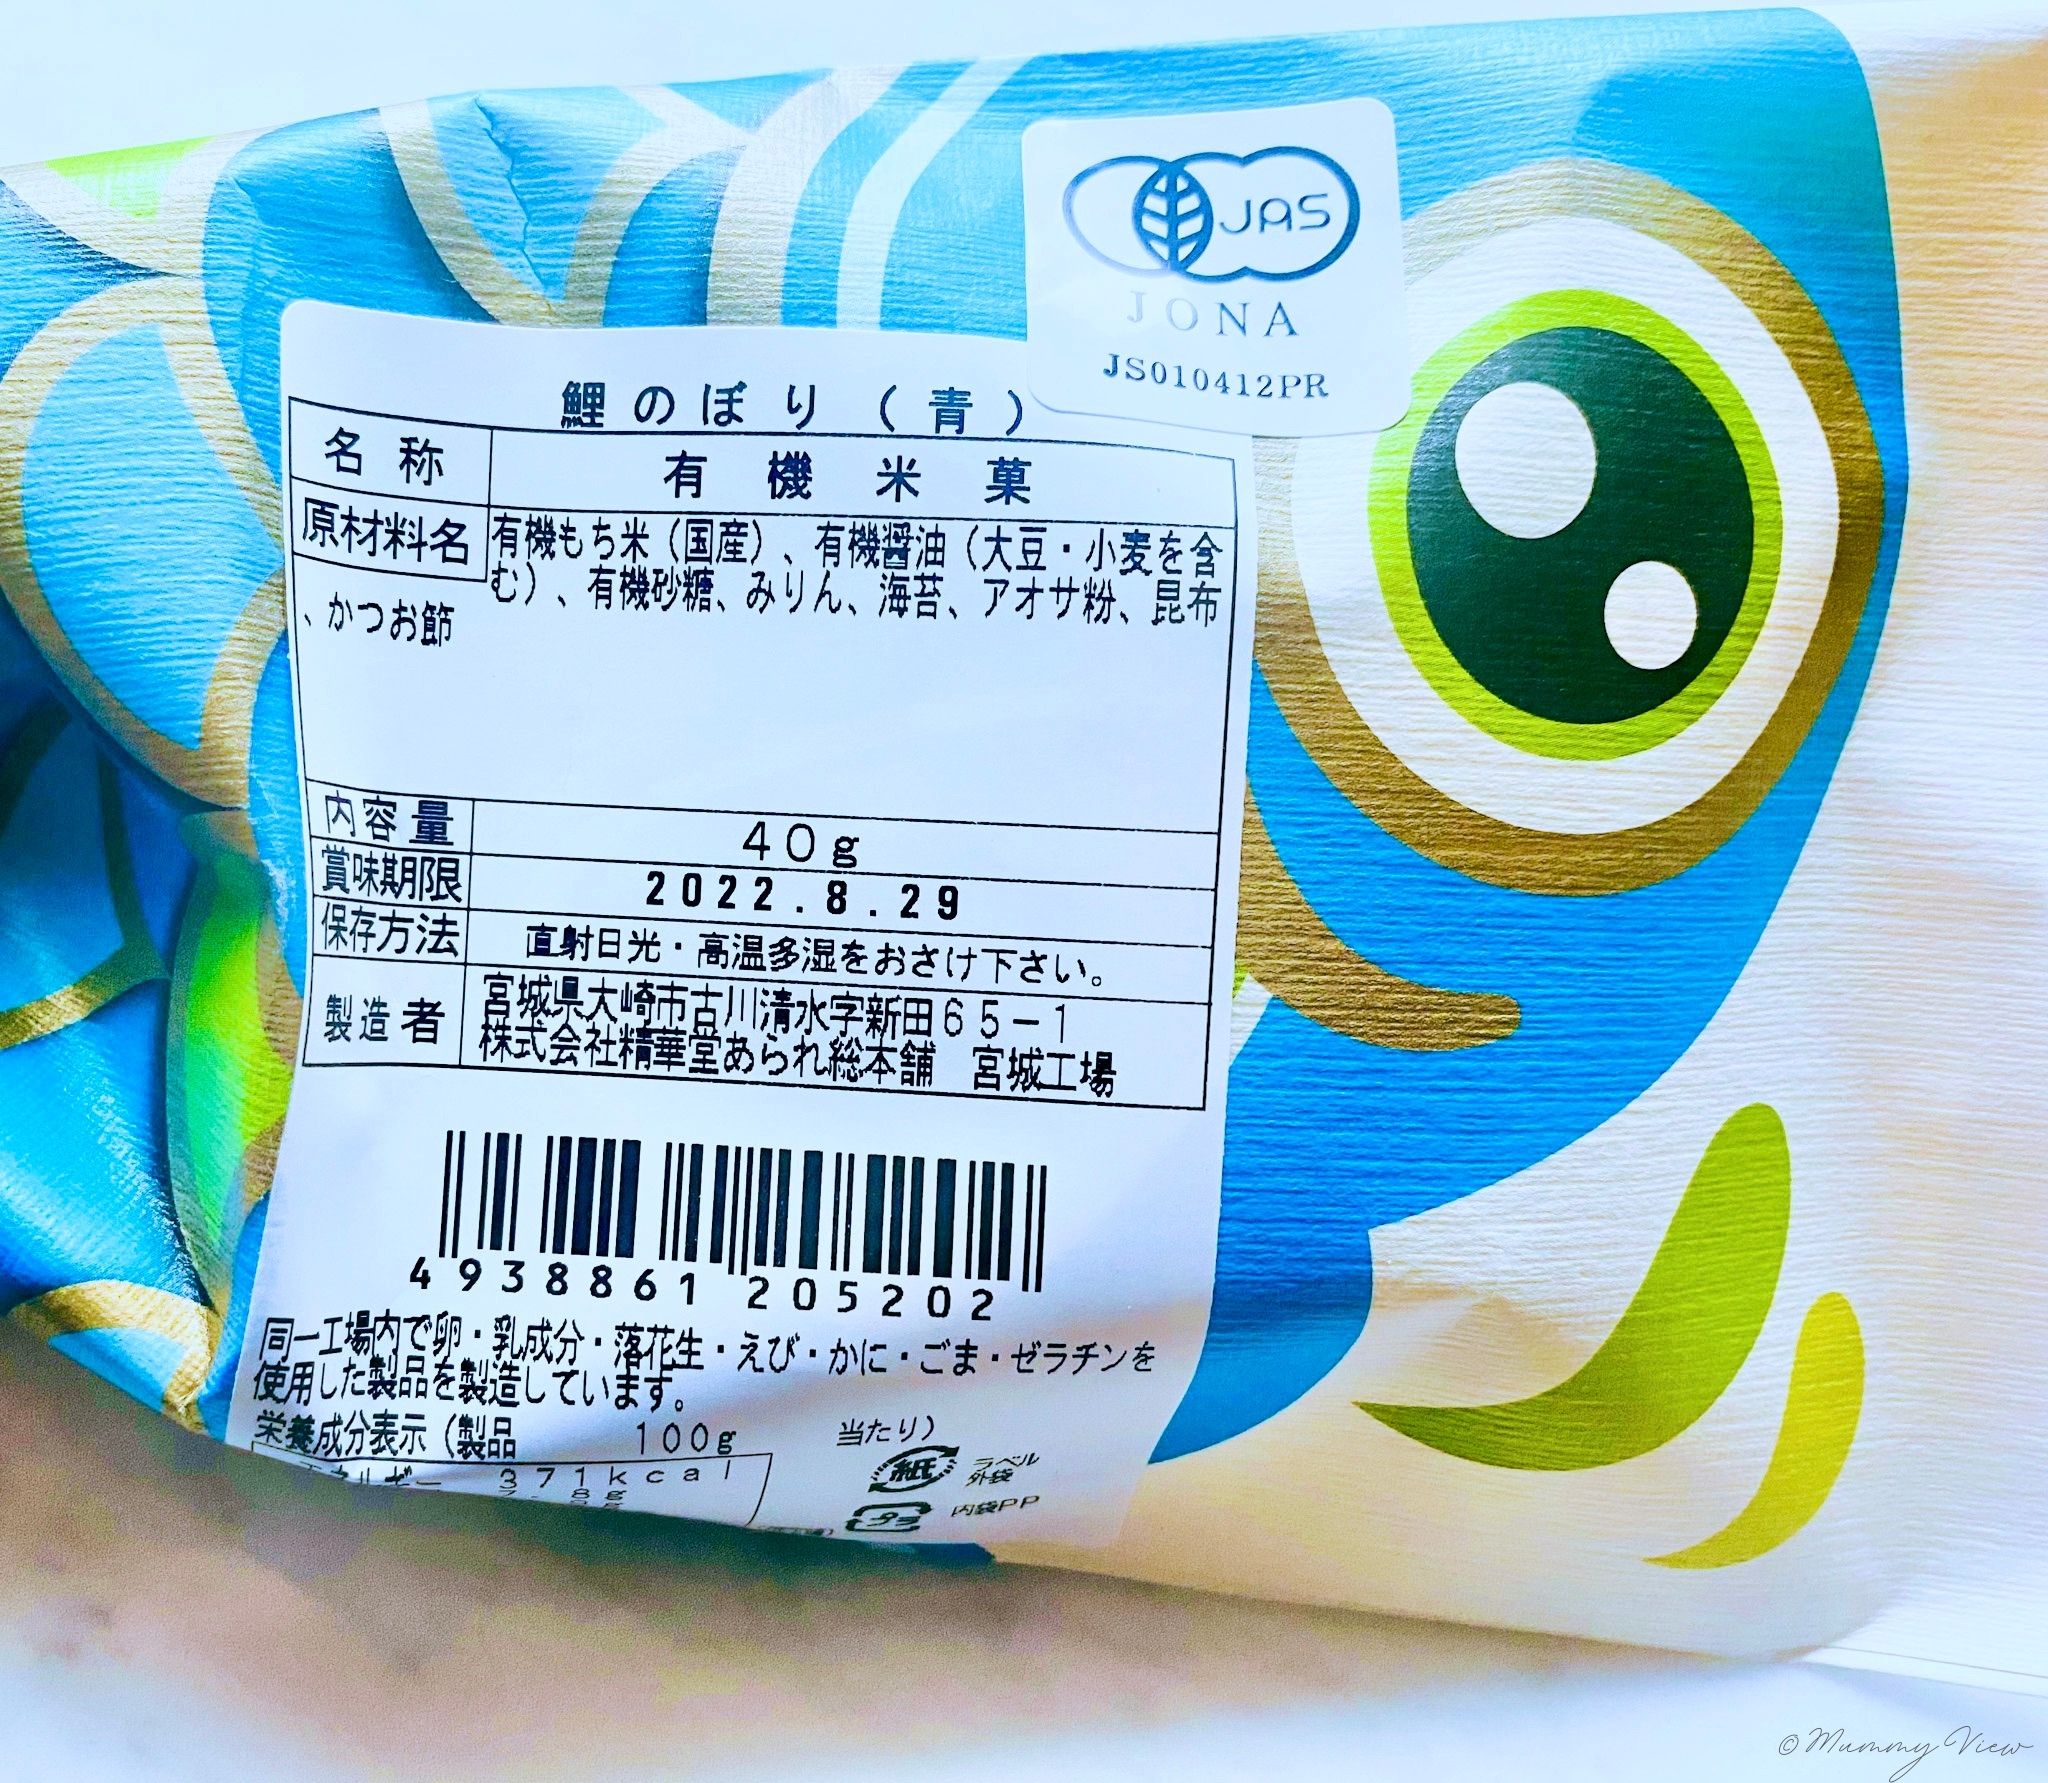 JAS
JONA
JS010412PR
鯉のぼり(青)
名称 有機米菓
原材料名 有機もち米(国産)、有機醤油(大豆・小麦を含
む)、有機砂糖、みりん、海苔、アオサ粉、昆布
、かつお節
内容量 40g
賞味期限 2022.8.29
保存方法 直射日光・高温多湿をおさけ下さい。
製造者 宮城県大崎市古川清水字新田65-1
株式会社精華堂あられ総本舗 宮城工場
4938861205202
同一工場内で卵・乳成分・落花生・えび・かに・ごま・ゼラチンを
使用した製品を製造しています。
栄養成分表示(製品 100g 当たり)
エネルギー 371kcal
紙 ラベル 外袋
プラ 内袋PP
©Mummy View